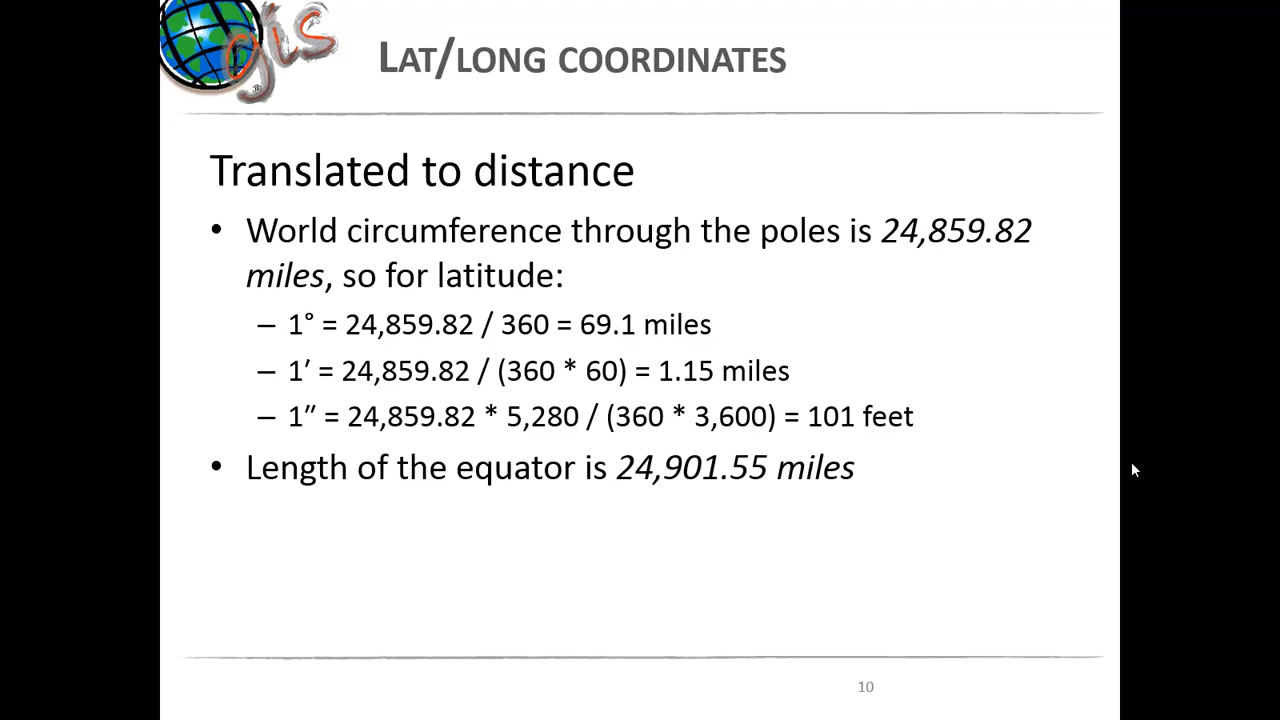 gis
LAT/LONG COORDINATES
Translated to distance
• World circumference through the poles is 24,859.82
miles, so for latitude:
– 1° = 24,859.82 / 360 = 69.1 miles
– 1′ = 24,859.82 / (360 * 60) = 1.15 miles
– 1″ = 24,859.82 * 5,280 / (360 * 3,600) = 101 feet
• Length of the equator is 24,901.55 miles
10